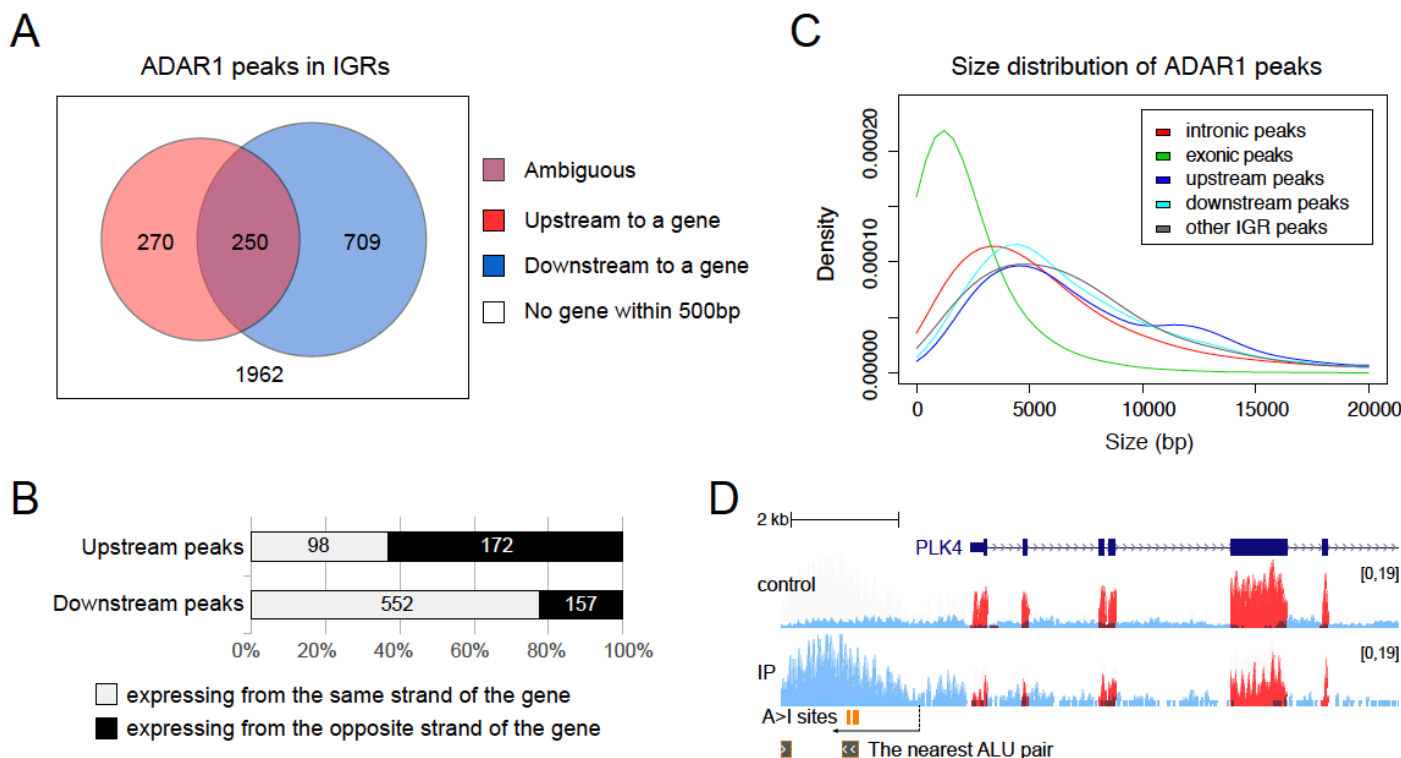 A
ADAR1 peaks in IGRs
270
250
709
1962
Ambiguous
Upstream to a gene
Downstream to a gene
No gene within 500bp
B
Upstream peaks
98
172
Downstream peaks
552
157
0%
20%
40%
60%
80%
100%
expressing from the same strand of the gene
expressing from the opposite strand of the gene
C
Size distribution of ADAR1 peaks
intronic peaks
exonic peaks
upstream peaks
downstream peaks
other IGR peaks
Density
0.00020
0.00010
0.00000
0
5000
10000
15000
20000
Size (bp)
D
2 kb
PLK4
control
[0,19]
IP
[0,19]
A>I sites
The nearest ALU pair